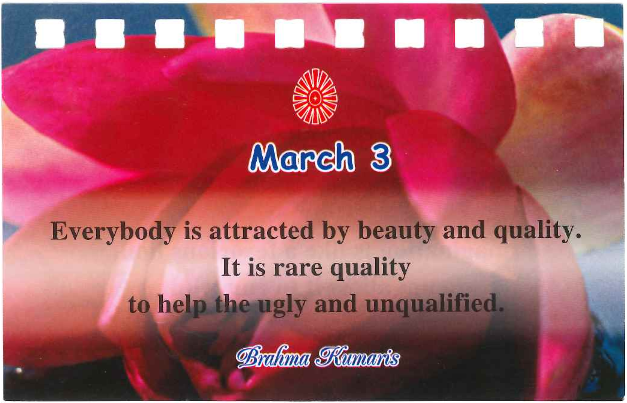 March 3
Everybody is attracted by beauty and quality.
It is rare quality
to help the ugly and unqualified.
Brahma Kumaris